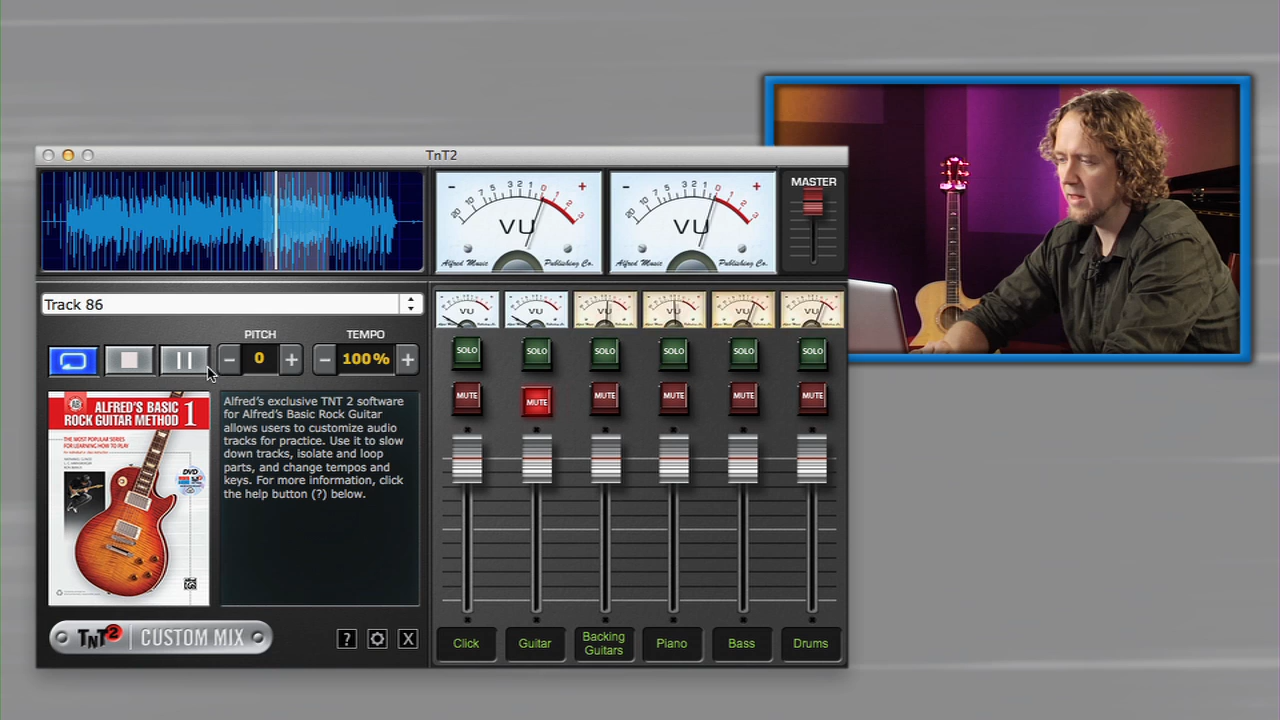 TnT2
MASTER
VU
VU
Alfred Music Publishing Co.
Alfred Music Publishing Co.
Track 86
PITCH
TEMPO
0
100%
SOLO
SOLO
SOLO
SOLO
SOLO
SOLO
MUTE
MUTE
MUTE
MUTE
MUTE
MUTE
ALFRED'S BASIC
ROCK GUITAR METHOD 1
THE MOST POPULAR SERIES
FOR LEARNING HOW TO PLAY
DVD
Alfred's exclusive TNT 2 software
for Alfred's Basic Rock Guitar
allows users to customize audio
tracks for practice. Use it to slow
down tracks, isolate and loop
parts, and change tempos and
keys. For more information, click
the help button (?) below.
TNT2 CUSTOM MIX
? X
Click
Guitar
Backing
Guitars
Piano
Bass
Drums